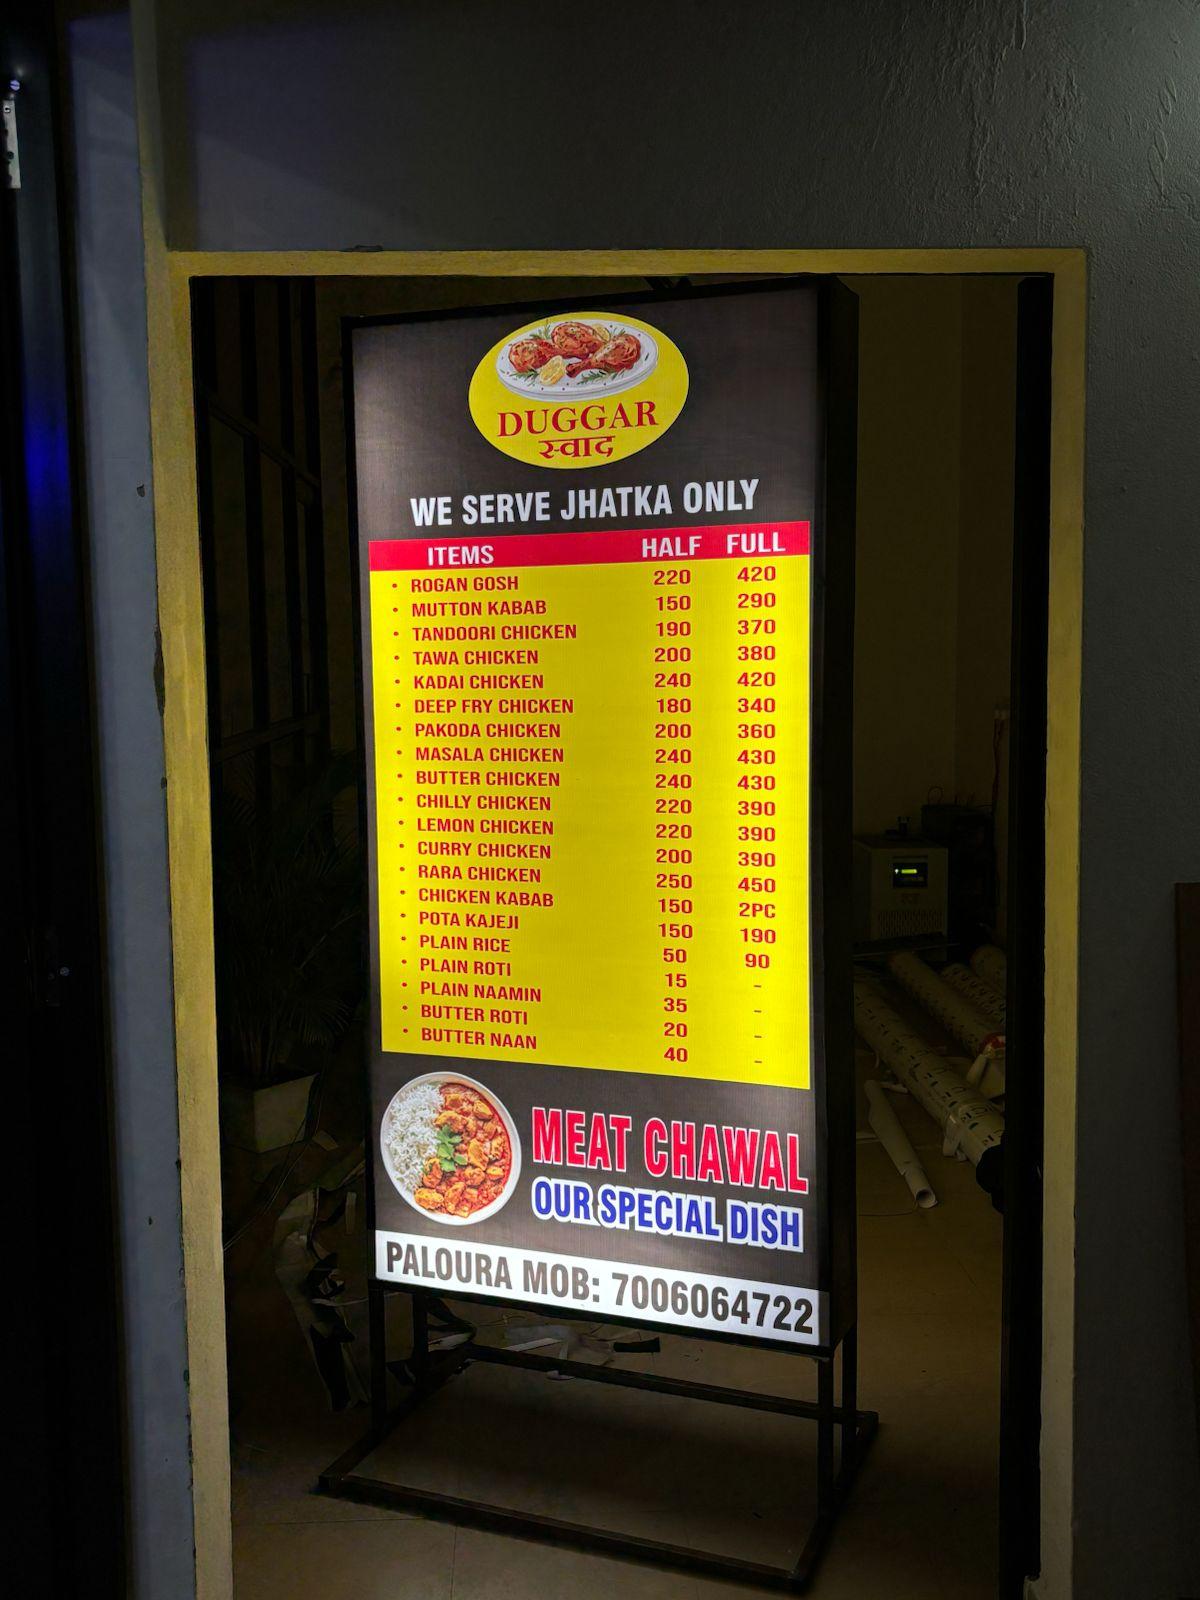 DUGGAR
स्वाद
WE SERVE JHATKA ONLY
ITEMS HALF FULL
• ROGAN GOSH 220 420
• MUTTON KABAB 150 290
• TANDOORI CHICKEN 190 370
• TAWA CHICKEN 200 380
• KADAI CHICKEN 240 420
• DEEP FRY CHICKEN 180 340
• PAKODA CHICKEN 200 360
• MASALA CHICKEN 240 430
• BUTTER CHICKEN 240 430
• CHILLY CHICKEN 220 390
• LEMON CHICKEN 220 390
• CURRY CHICKEN 200 390
• RARA CHICKEN 250 450
• CHICKEN KABAB 150 2PC
• POTA KAJEJI 150 190
• PLAIN RICE 50 90
• PLAIN ROTI 15 -
• PLAIN NAAMIN 35 -
• BUTTER ROTI 20 -
• BUTTER NAAN 40 -
MEAT CHAWAL
OUR SPECIAL DISH
PALOURA MOB: 7006064722